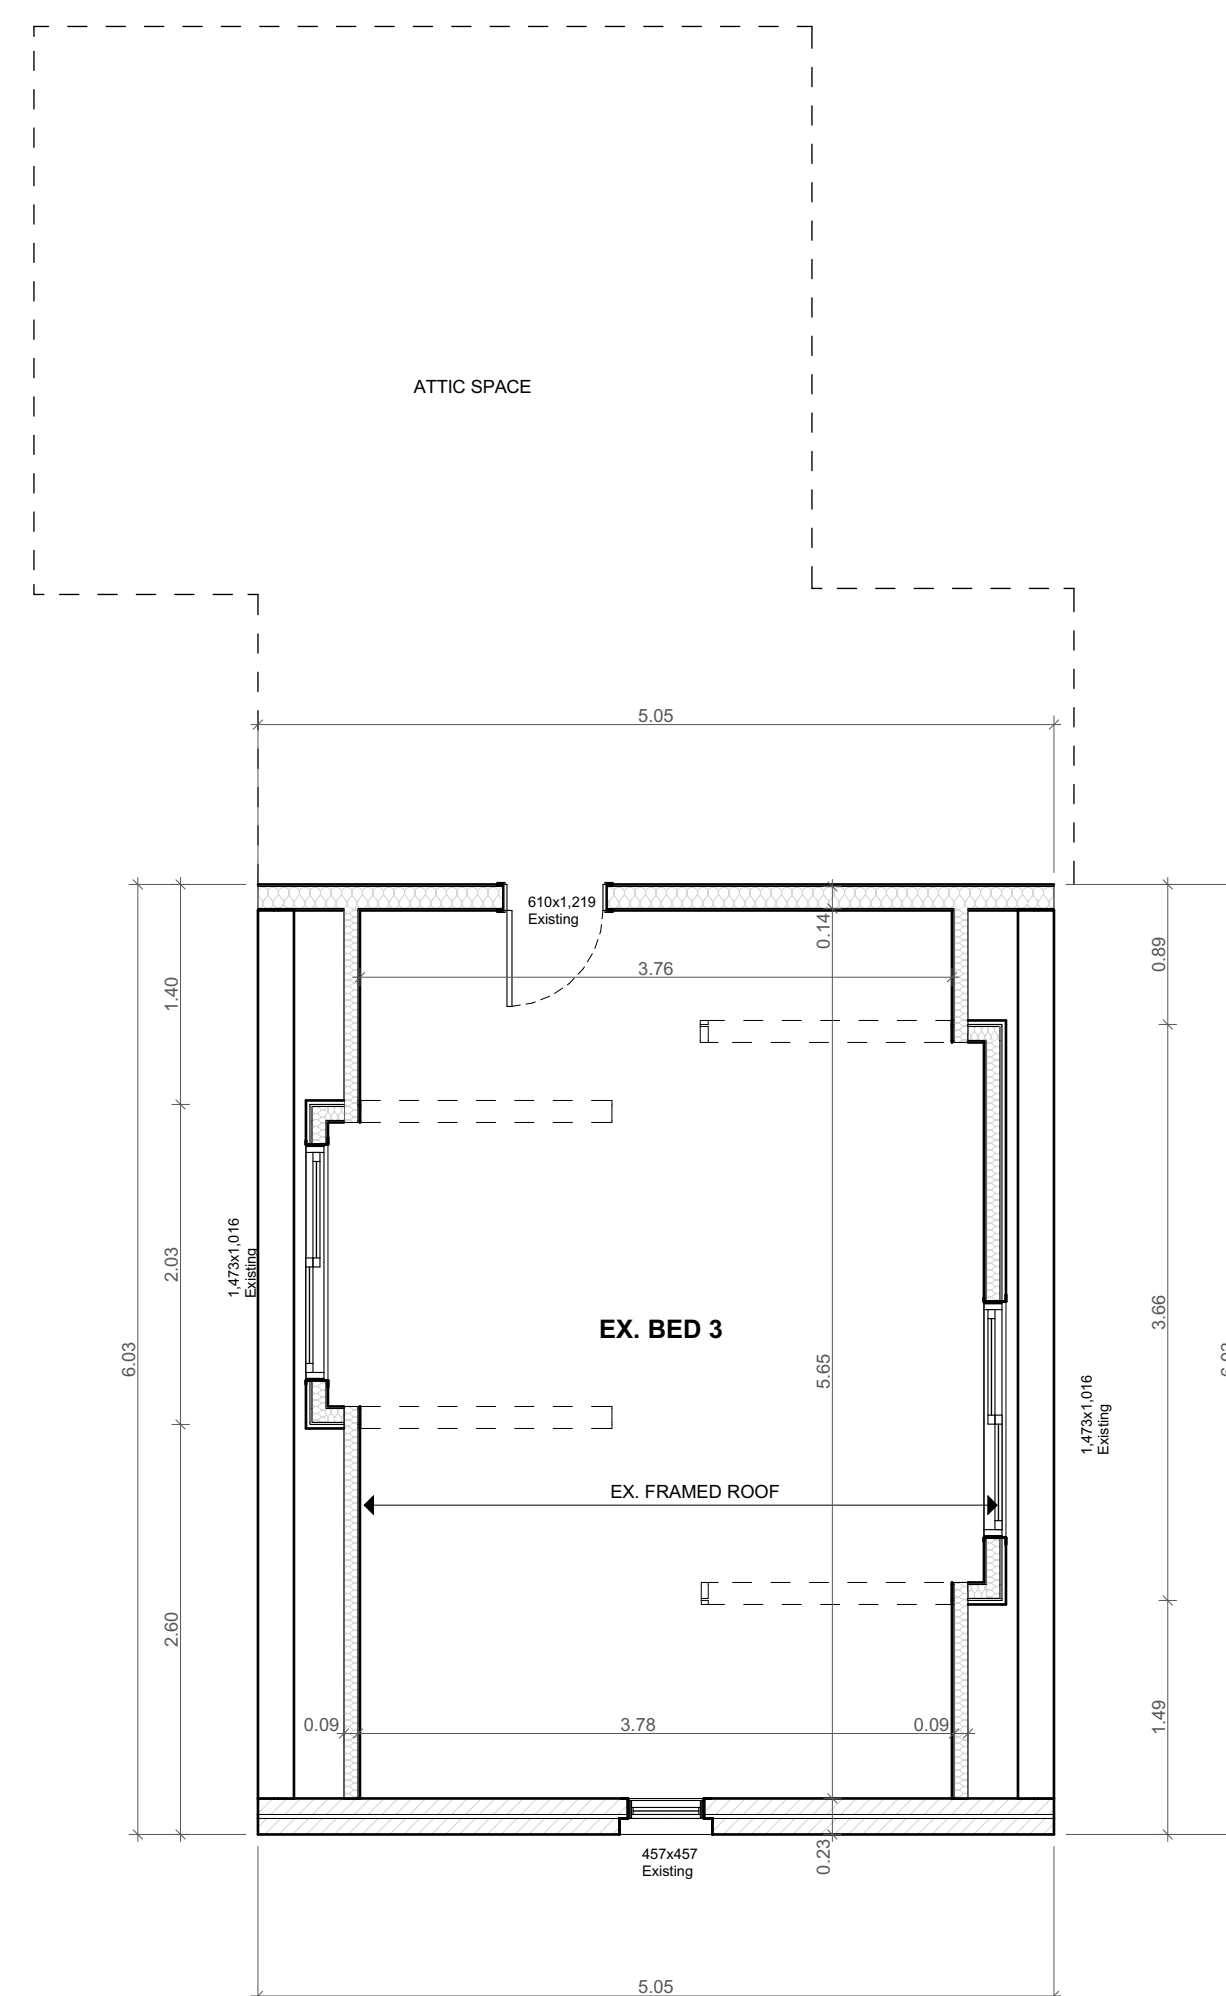 ATTIC SPACE
5.05
610x1,219
Existing
0.14
3.76
0.89
1.40
1,473x1,016
Existing
2.03
6.03
EX. BED 3
5.65
3.66
1,473x1,016
Existing
EX. FRAMED ROOF
2.60
0.09
3.78
0.09
1.49
457x457
Existing
0.23
5.05